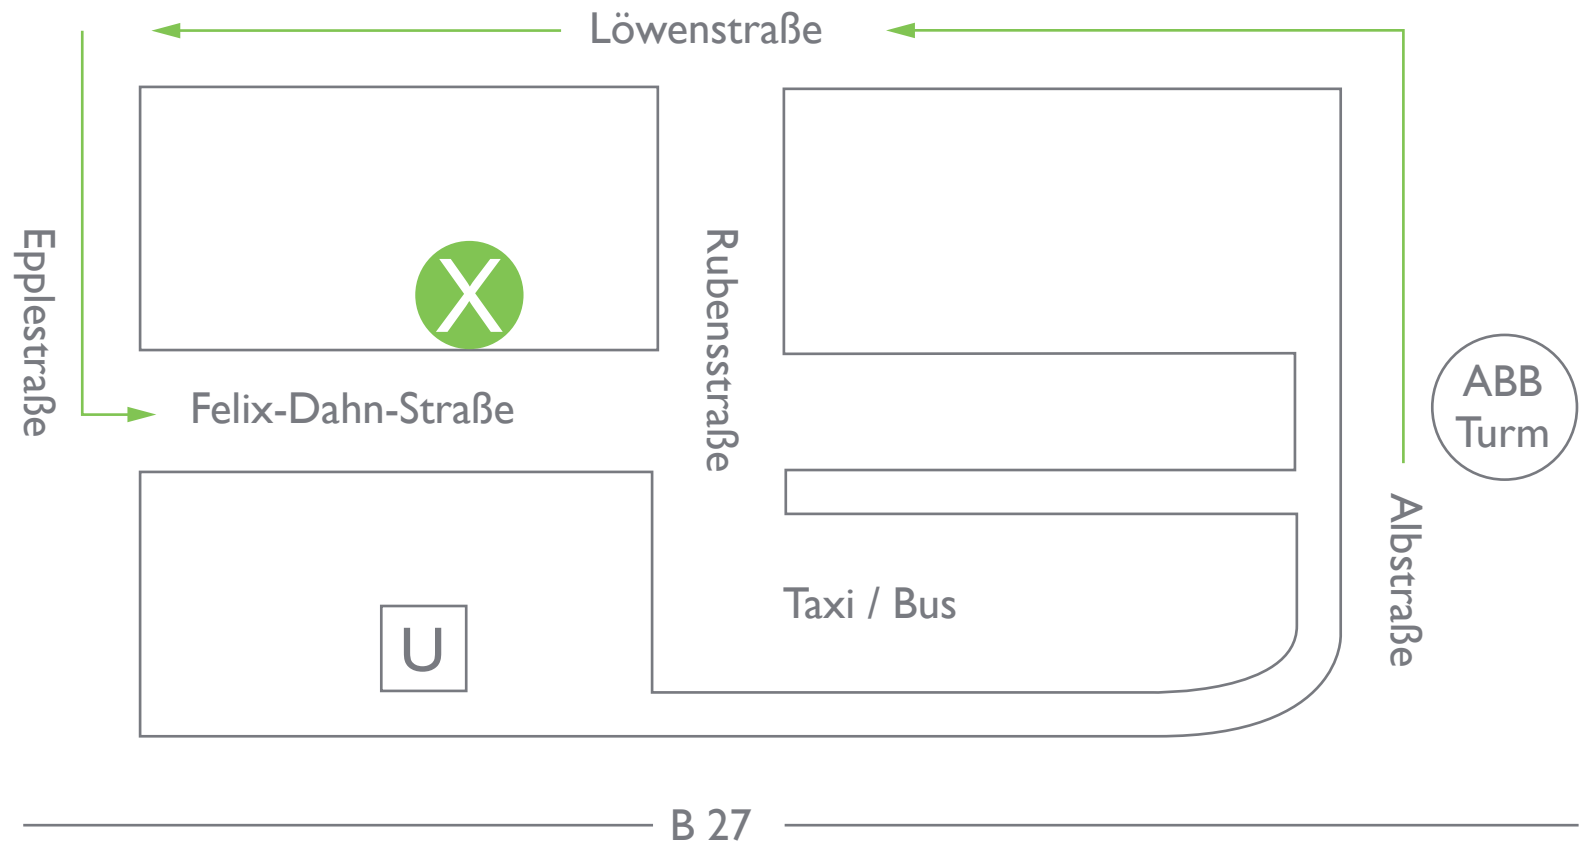 Löwenstraße
Epplestraße
X
Rubensstraße
Felix-Dahn-Straße
ABB
Turm
Albstraße
Taxi / Bus
U
B 27